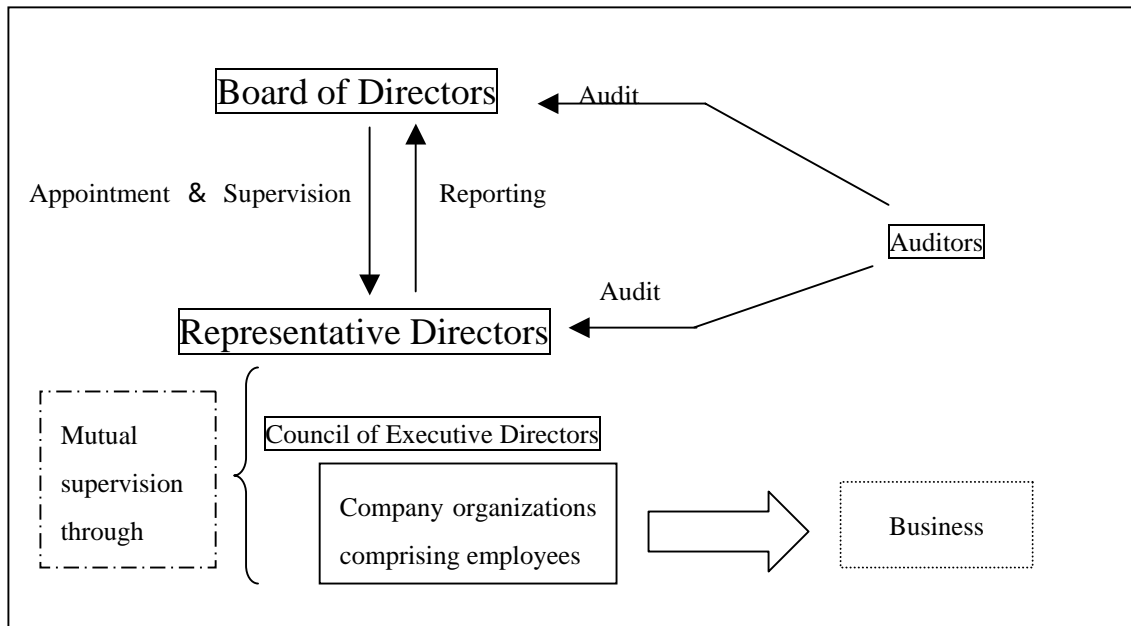 Board of Directors
Audit
Appointment & Supervision
Reporting
Auditors
Audit
Representative Directors
Mutual
supervision
through
Council of Executive Directors
Company organizations
comprising employees
Business